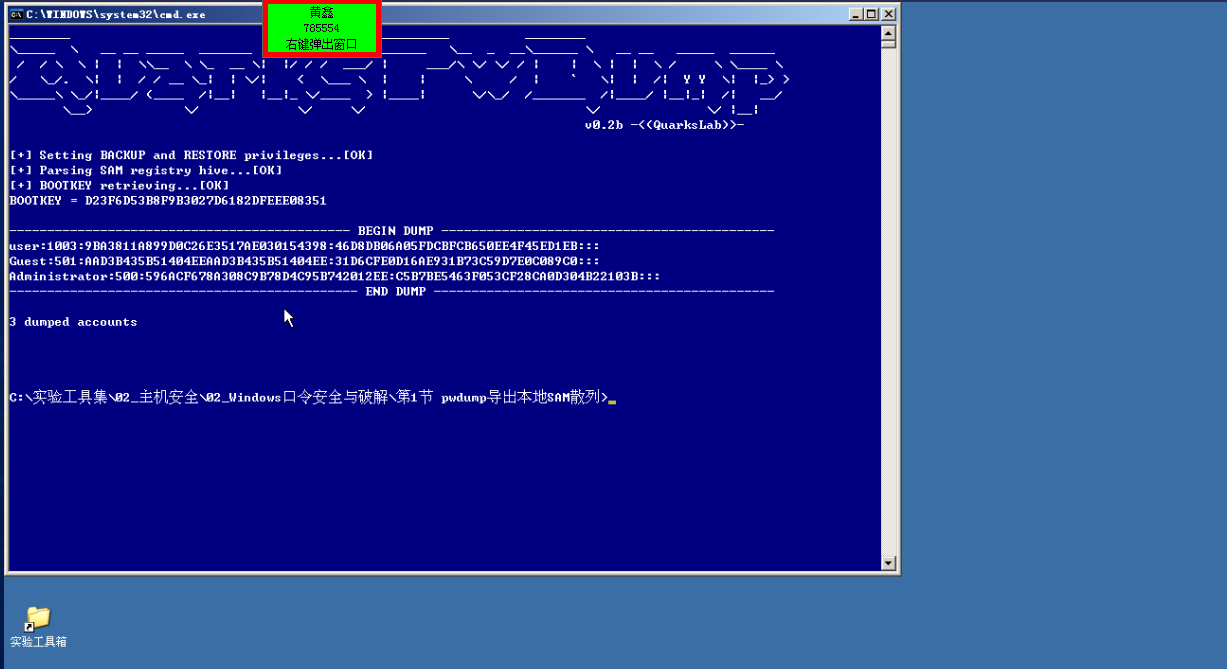 C:\WINDOWS\system32\cmd.exe
黄鑫
785554
右键弹出窗口
v0.2b -<(QuarksLab)>-
[+] Setting BACKUP and RESTORE privileges...[OK]
[+] Parsing SAM registry hive...[OK]
[+] BOOTKEY retrieving...[OK]
BOOTKEY = D23F6D53B8F9B3027D6182DFEEE08351
---------------------------------------------- BEGIN DUMP --------------------------------------------
user:1003:9BA3811A899D0C26E3517AE030154398:46D8DB06A05FDCBFCB650EE4F45ED1EB:::
Guest:501:AAD3B435B51404EEAAD3B435B51404EE:31D6CFE0D16AE931B73C59D7E0C089C0:::
Administrator:500:596ACF678A308C9B78D4C95B742012EE:C5B7BE5463F053CF28CA0D304B22103B:::
----------------------------------------------- END DUMP ---------------------------------------------
3 dumped accounts
C:\实验工具集\02_主机安全\02_Windows口令安全与破解\第1节 pwdump导出本地SAM散列>
实验工具箱